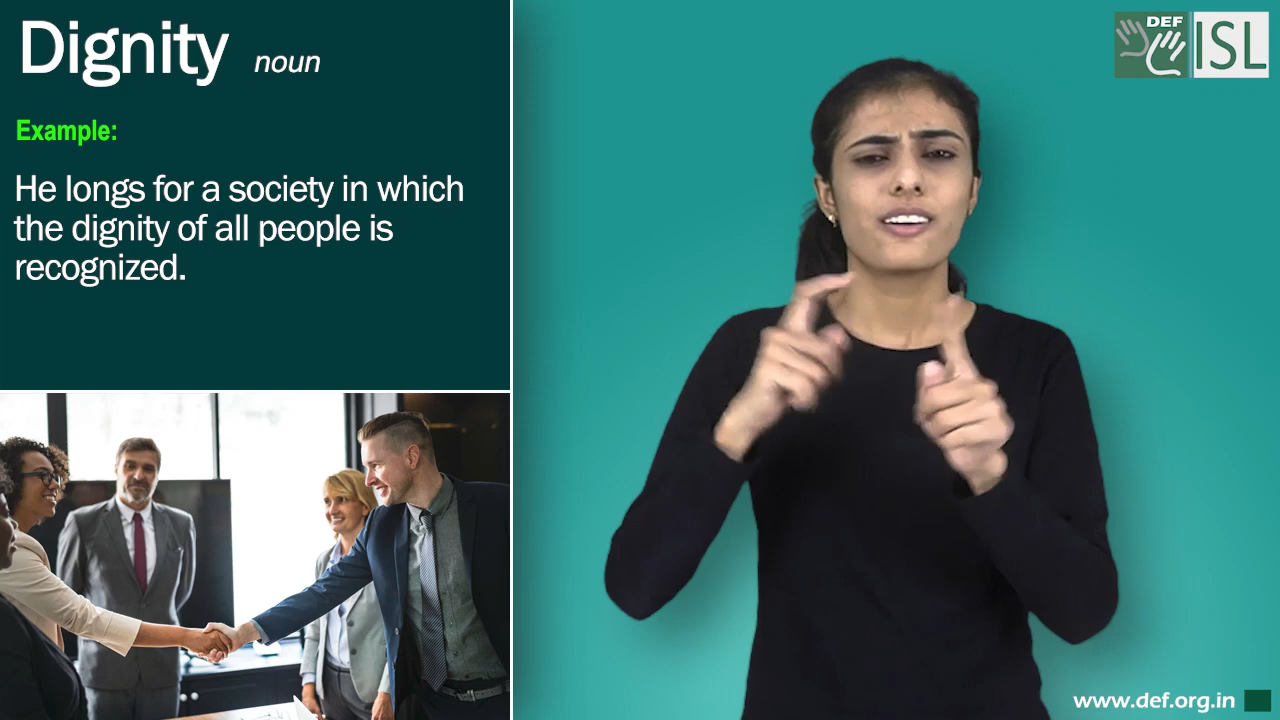 Dignity noun
Example:
He longs for a society in which
the dignity of all people is
recognized.
DEF
ISL
www.def.org.in